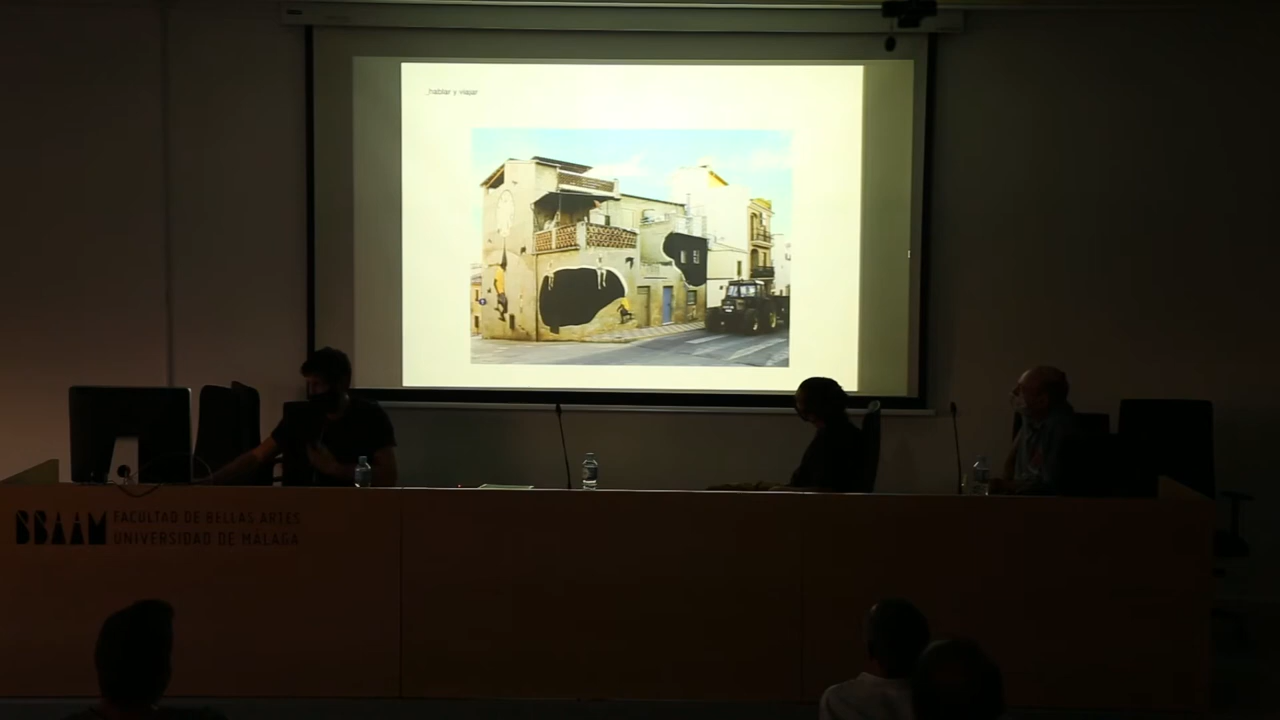 _hablar y viajar
BBAAM
FACULTAD DE BELLAS ARTES
UNIVERSIDAD DE MÁLAGA